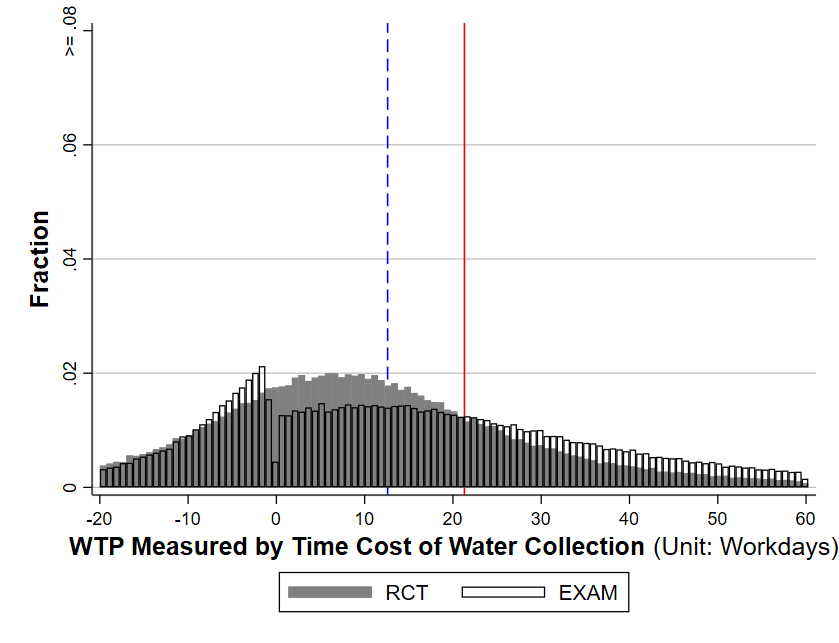 >= .08
.06
.04
.02
0
Fraction
-20 -10 0 10 20 30 40 50 60
WTP Measured by Time Cost of Water Collection (Unit: Workdays)
RCT EXAM